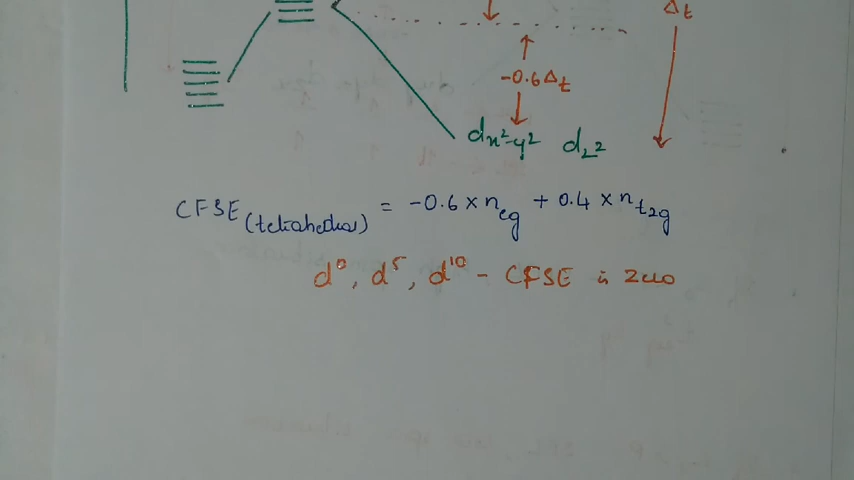 Δt
-0.6Δt
dx²-y² dz²
CFSE(tetrahedral) = -0.6 × neg + 0.4 × nt2g
d⁰, d⁵, d¹⁰ - CFSE is zero